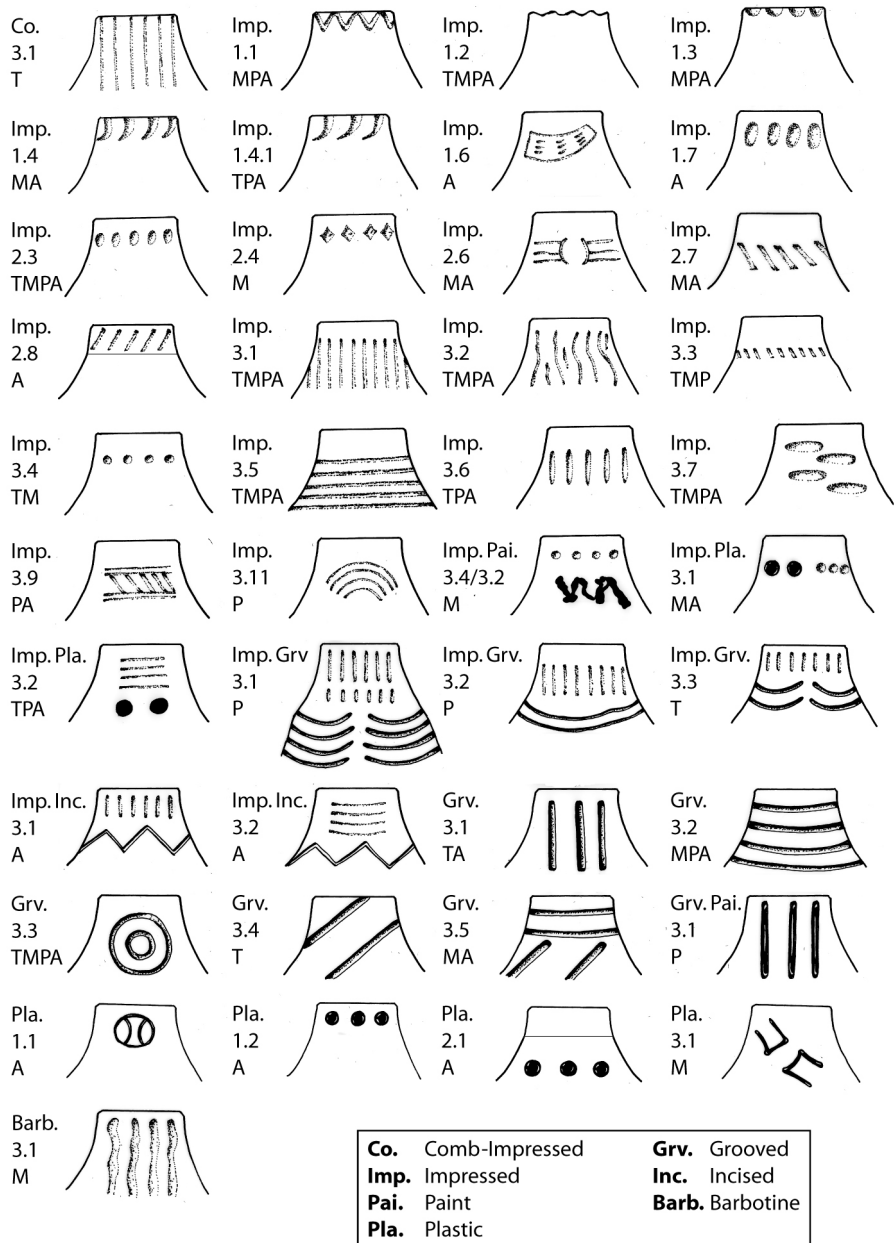 Co.
3.1
T
Imp.
1.1
MPA
Imp.
1.2
TMPA
Imp.
1.3
MPA
Imp.
1.4
MA
Imp.
1.4.1
TPA
Imp.
1.6
A
Imp.
1.7
A
Imp.
2.3
TMPA
Imp.
2.4
M
Imp.
2.6
MA
Imp.
2.7
MA
Imp.
2.8
A
Imp.
3.1
TMPA
Imp.
3.2
TMPA
Imp.
3.3
TMP
Imp.
3.4
TM
Imp.
3.5
TMPA
Imp.
3.6
TPA
Imp.
3.7
TMPA
Imp.
3.9
PA
Imp.
3.11
P
Imp. Pai.
3.4/3.2
M
Imp. Pla.
3.1
MA
Imp. Pla.
3.2
TPA
Imp. Grv
3.1
P
Imp. Grv.
3.2
P
Imp. Grv.
3.3
T
Imp. Inc.
3.1
A
Imp. Inc.
3.2
A
Grv.
3.1
TA
Grv.
3.2
MPA
Grv.
3.3
TMPA
Grv.
3.4
T
Grv.
3.5
MA
Grv. Pai.
3.1
P
Pla.
1.1
A
Pla.
1.2
A
Pla.
2.1
A
Pla.
3.1
M
Barb.
3.1
M
Co. Comb-Impressed
Imp. Impressed
Pai. Paint
Pla. Plastic
Grv. Grooved
Inc. Incised
Barb. Barbotine